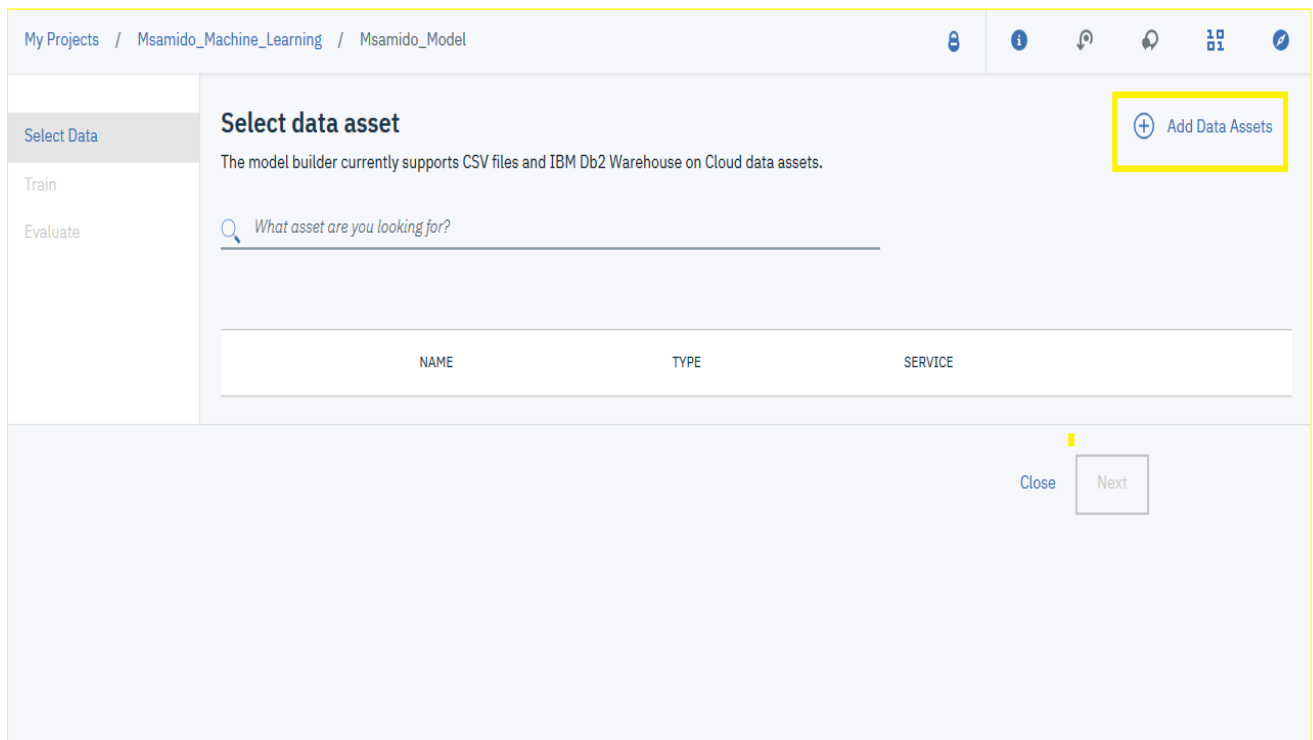 My Projects / Msamido_Machine_Learning / Msamido_Model
Select Data
Train
Evaluate
Select data asset
Add Data Assets
The model builder currently supports CSV files and IBM Db2 Warehouse on Cloud data assets.
What asset are you looking for?
NAME TYPE SERVICE
Close Next